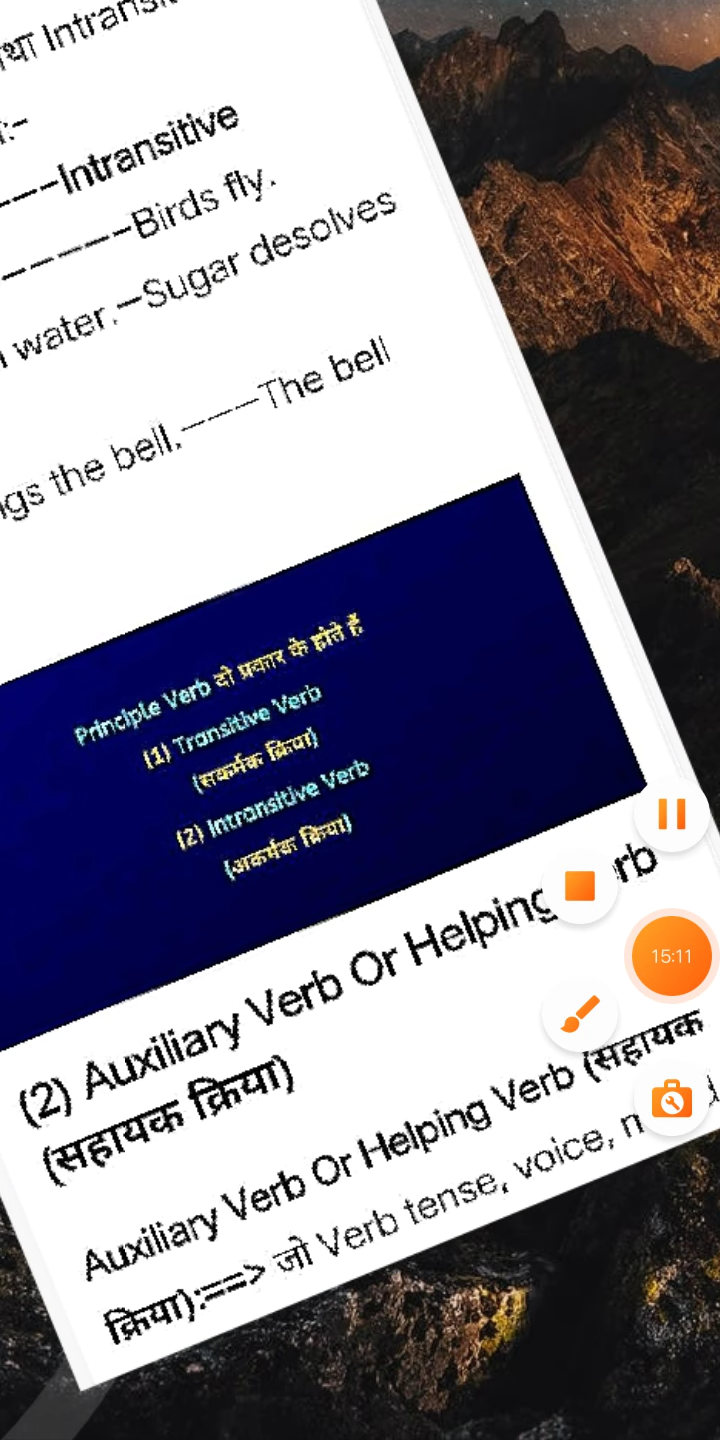 था Intransit
:-
----Intransitive
------Birds fly.
water.–Sugar desolves
gs the bell.———The bell
Principle Verb दो प्रकार के होते हैं
(1) Transitive Verb
(सकर्मक क्रिया)
(2) Intransitive Verb
(अकर्मक क्रिया)
(2) Auxiliary Verb Or Helping rb
(सहायक क्रिया)
Auxiliary Verb Or Helping Verb (सहायक
क्रिया):==> जो Verb tense, voice,
15:11